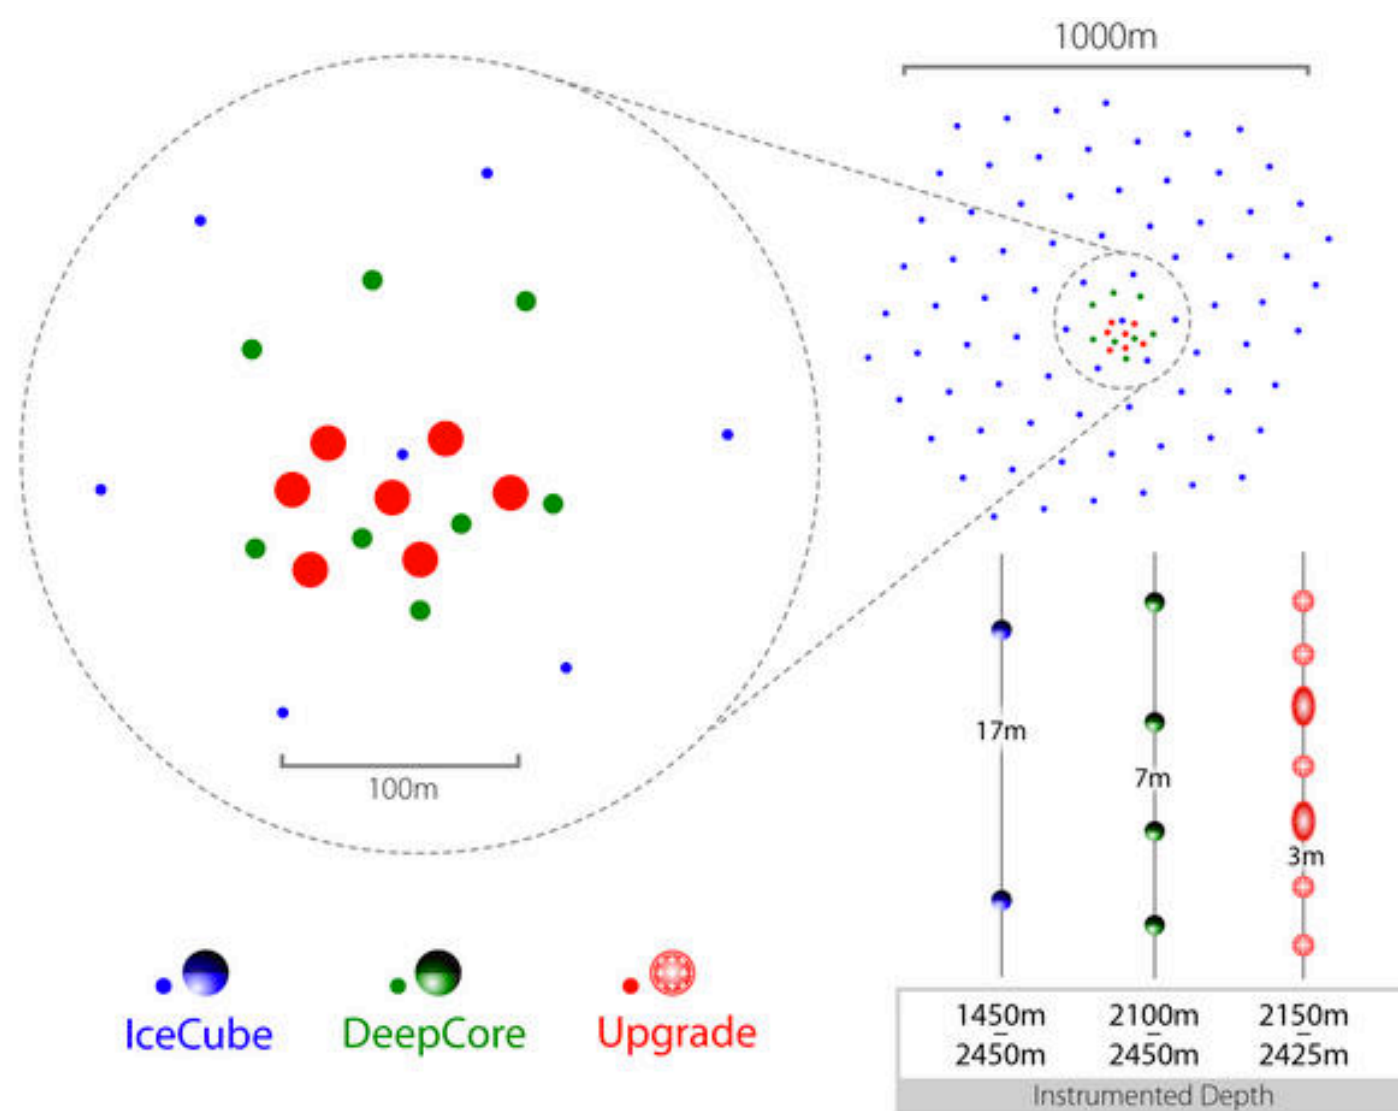 1000m
100m
17m
7m
3m
IceCube
DeepCore
Upgrade
1450m 2100m 2150m
– – –
2450m 2450m 2425m
Instrumented Depth